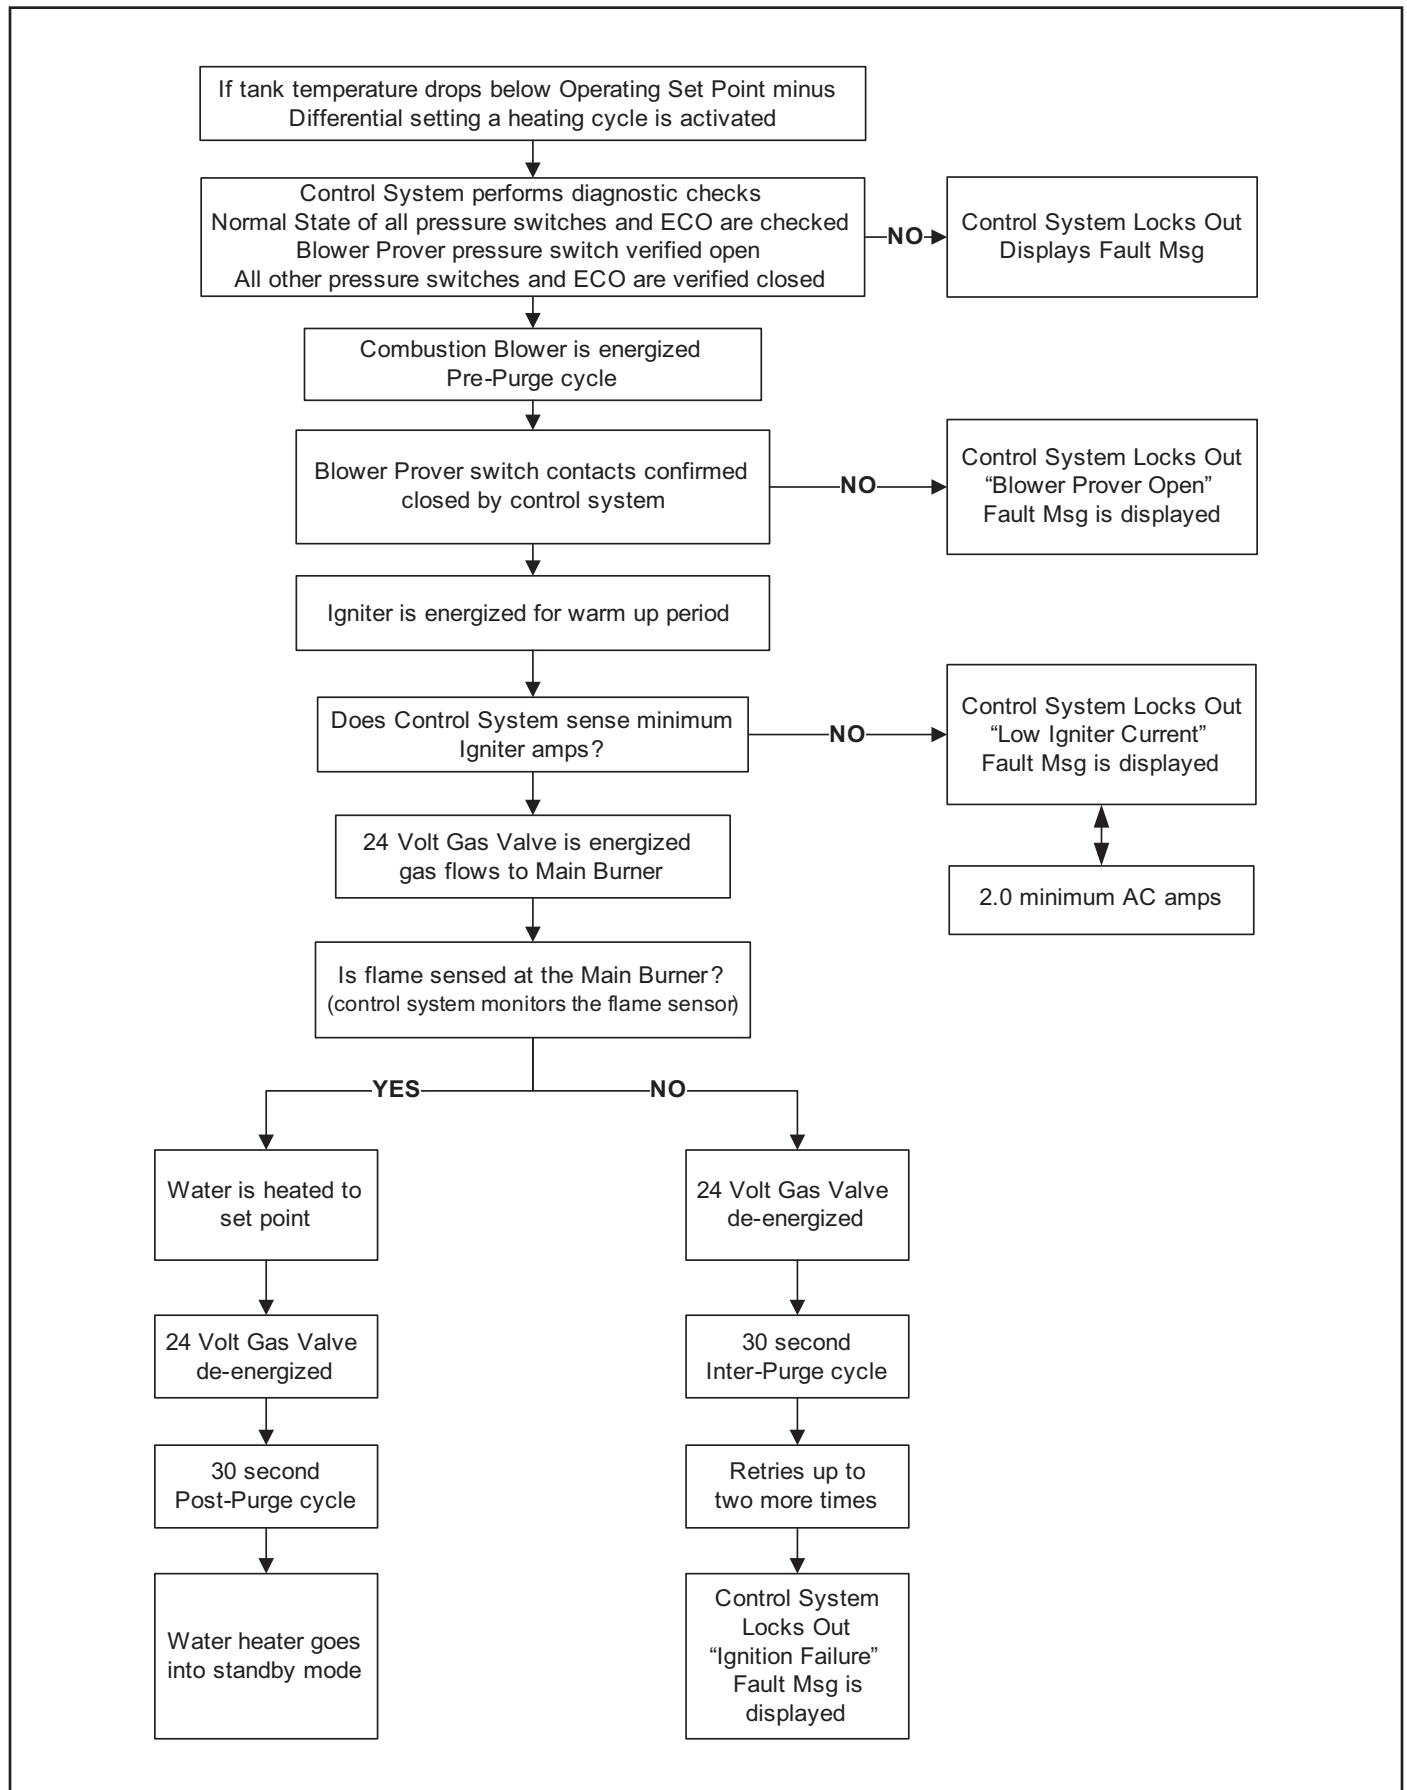 If tank temperature drops below Operating Set Point minus
Differential setting a heating cycle is activated
Control System performs diagnostic checks
Normal State of all pressure switches and ECO are checked
Blower Prover pressure switch verified open
All other pressure switches and ECO are verified closed
NO
Control System Locks Out
Displays Fault Msg
Combustion Blower is energized
Pre-Purge cycle
Blower Prover switch contacts confirmed
closed by control system
NO
Control System Locks Out
“Blower Prover Open”
Fault Msg is displayed
Igniter is energized for warm up period
Does Control System sense minimum
Igniter amps?
NO
Control System Locks Out
“Low Igniter Current”
Fault Msg is displayed
2.0 minimum AC amps
24 Volt Gas Valve is energized
gas flows to Main Burner
Is flame sensed at the Main Burner?
(control system monitors the flame sensor)
YES
NO
Water is heated to
set point
24 Volt Gas Valve
de-energized
30 second
Post-Purge cycle
Water heater goes
into standby mode
24 Volt Gas Valve
de-energized
30 second
Inter-Purge cycle
Retries up to
two more times
Control System
Locks Out
“Ignition Failure”
Fault Msg is
displayed